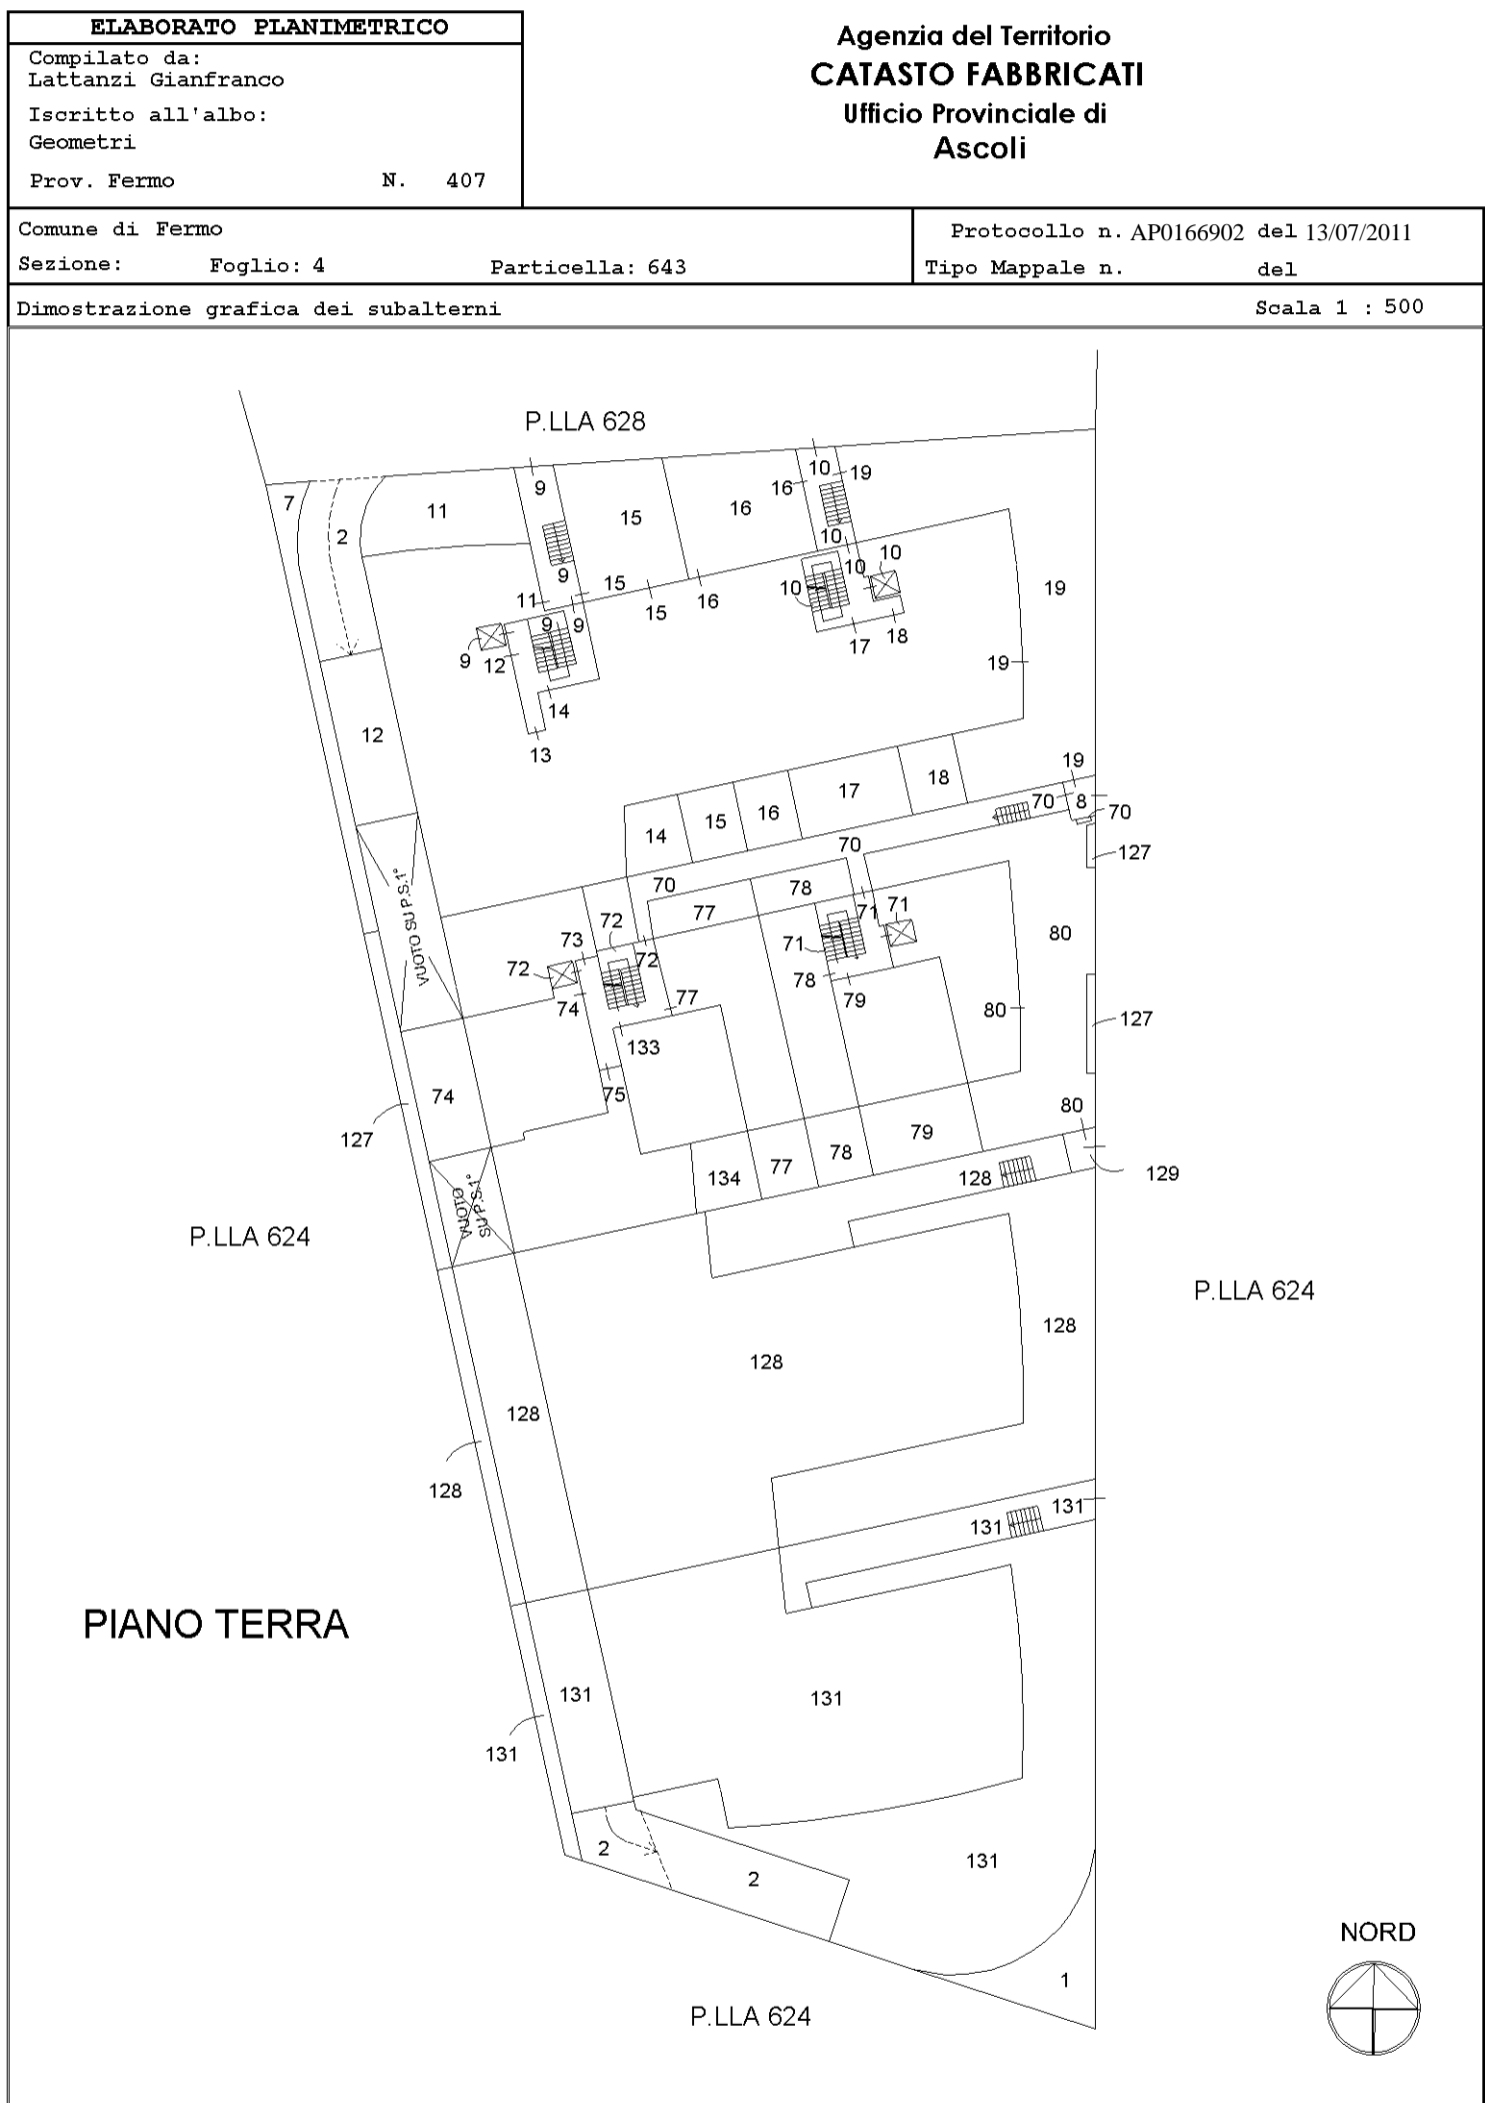 ELABORATO PLANIMETRICO
Compilato da:
Lattanzi Gianfranco
Iscritto all'albo:
Geometri
Prov. Fermo N. 407
Agenzia del Territorio
CATASTO FABBRICATI
Ufficio Provinciale di
Ascoli
Comune di Fermo
Sezione: Foglio: 4 Particella: 643
Protocollo n. AP0166902 del 13/07/2011
Tipo Mappale n. del
Dimostrazione grafica dei subalterni Scala 1 : 500
P.LLA 628
7 2 11 9 15 16 16 10 19
9 15 10 10 10
11 9 9 15 16 10 19
9 12 17 18 19
14
13
12
19
18 17 16 15 14
70 8 70
127
70
70 78 77
72 71 71 80
73 72 71
72 74 77 78 79 80
127
133
75
74
127
VUOTO SU P.S.1°
80
79 78 77 134
128 129
VUOTO
SU P.S.1°
P.LLA 624
P.LLA 624
128
128
128
128
131
131
PIANO TERRA
131
131
131
2
2
131
1
NORD
P.LLA 624